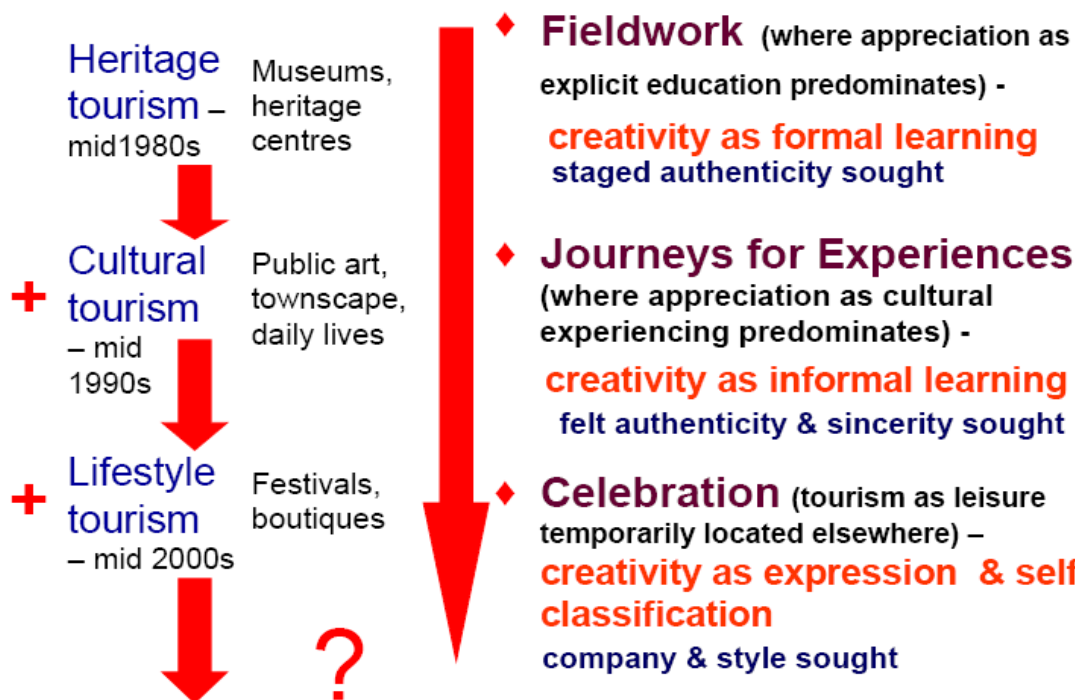 Heritage
tourism –
mid1980s
Museums,
heritage
centres
♦ Fieldwork (where appreciation as
explicit education predominates) -
creativity as formal learning
staged authenticity sought
+
Cultural
tourism
– mid
1990s
Public art,
townscape,
daily lives
♦ Journeys for Experiences
(where appreciation as cultural
experiencing predominates) -
creativity as informal learning
felt authenticity & sincerity sought
+
Lifestyle
tourism
– mid 2000s
Festivals,
boutiques
♦ Celebration (tourism as leisure
temporarily located elsewhere) –
creativity as expression & self
classification
company & style sought
?